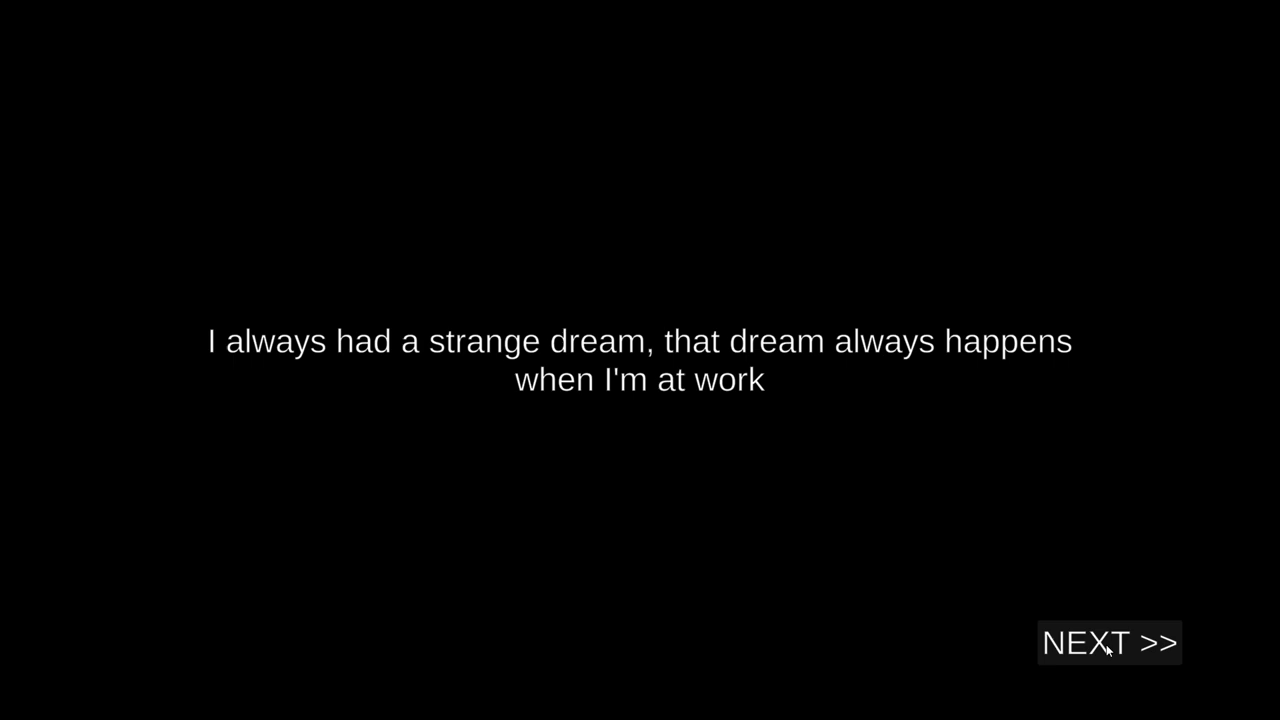 I always had a strange dream, that dream always happens
when I'm at work
NEXT >>